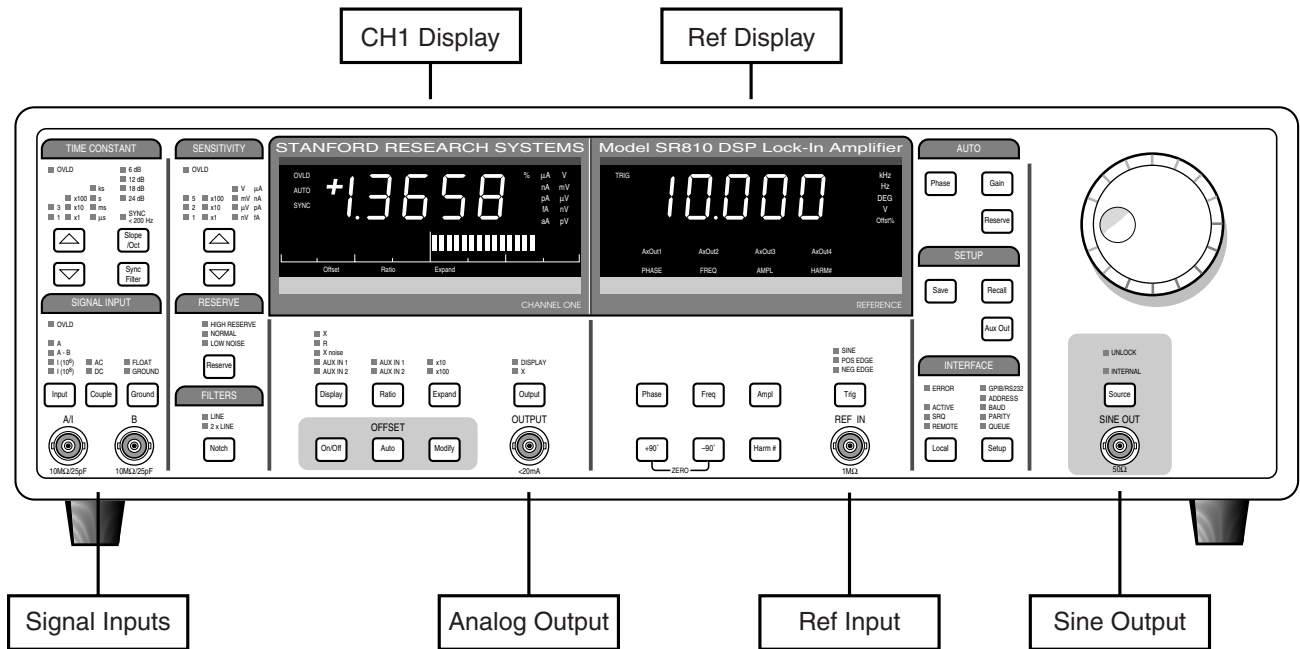 CH1 Display
Ref Display
TIME CONSTANT
OVLD
6 dB
12 dB
18 dB
24 dB
ks
x100 s
3 x10 ms
1 x1 µs
SYNC
< 200 Hz
Slope
/Oct
Sync
Filter
SENSITIVITY
OVLD
V µA
5 x100 mV nA
2 x10 µV pA
1 x1 nV fA
STANFORD RESEARCH SYSTEMS
OVLD
AUTO
SYNC
+1.3658
% µA V
nA mV
pA µV
fA nV
aA pV
Offset Ratio Expand
CHANNEL ONE
Model SR810 DSP Lock-In Amplifier
TRIG
10.000
kHz
Hz
DEG
V
Offst%
AxOut1 AxOut2 AxOut3 AxOut4
PHASE FREQ AMPL HARM#
REFERENCE
AUTO
Phase
Gain
Reserve
SETUP
Save
Recall
Aux Out
SIGNAL INPUT
OVLD
A
A - B
I (10⁶) AC FLOAT
I (10⁸) DC GROUND
Input
Couple
Ground
A/I
B
10MΩ/25pF
10MΩ/25pF
RESERVE
HIGH RESERVE
NORMAL
LOW NOISE
Reserve
FILTERS
LINE
2 x LINE
Notch
X
R
X noise
AUX IN 1 AUX IN 1 x10
AUX IN 2 AUX IN 2 x100
DISPLAY
X
Display
Ratio
Expand
Output
OFFSET
On/Off
Auto
Modify
OUTPUT
<20mA
SINE
POS EDGE
NEG EDGE
Phase
Freq
Ampl
Trig
+90˚
−90˚
Harm #
ZERO
REF IN
1MΩ
INTERFACE
ERROR
ACTIVE
SRQ
REMOTE
GPIB/RS232
ADDRESS
BAUD
PARITY
QUEUE
Local
Setup
UNLOCK
INTERNAL
Source
SINE OUT
50Ω
Signal Inputs
Analog Output
Ref Input
Sine Output